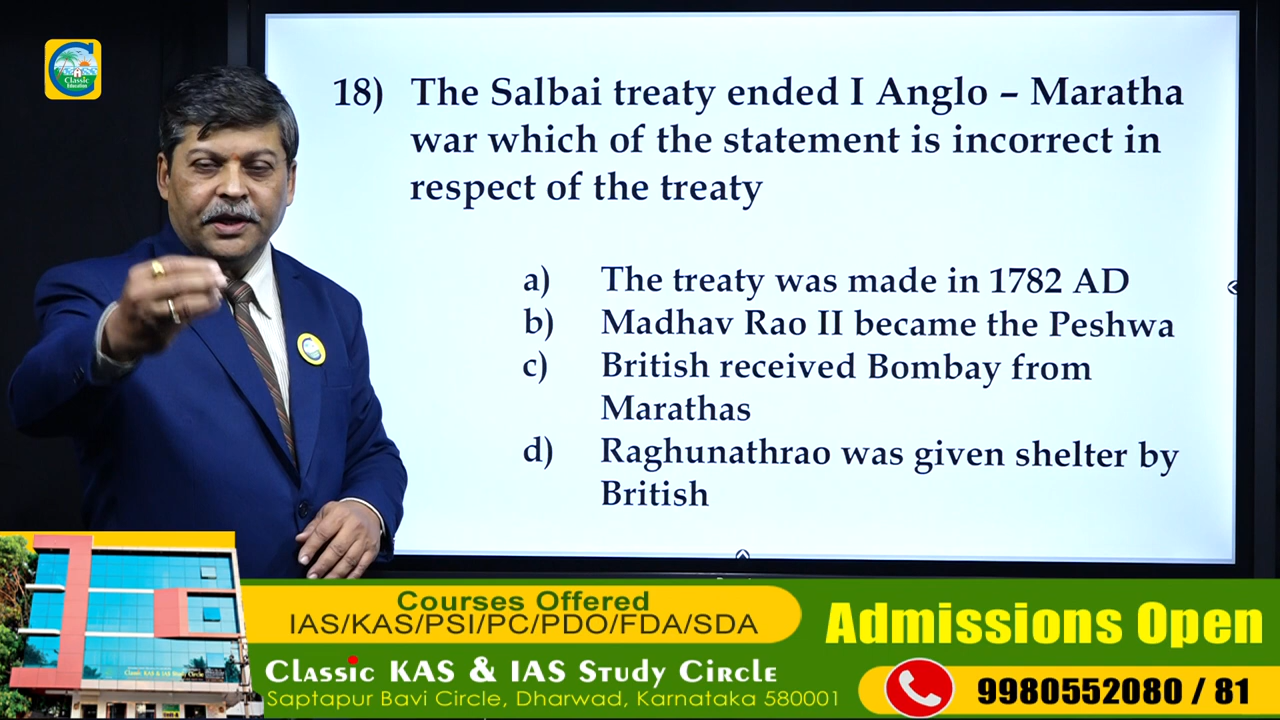 Classic
Education
18) The Salbai treaty ended I Anglo – Maratha
war which of the statement is incorrect in
respect of the treaty
a) The treaty was made in 1782 AD
b) Madhav Rao II became the Peshwa
c) British received Bombay from
Marathas
d) Raghunathrao was given shelter by
British
Courses Offered
IAS/KAS/PSI/PC/PDO/FDA/SDA
Admissions Open
Classic KAS & IAS Study Circle
Saptapur Bavi Circle, Dharwad, Karnataka 580001
9980552080 / 81